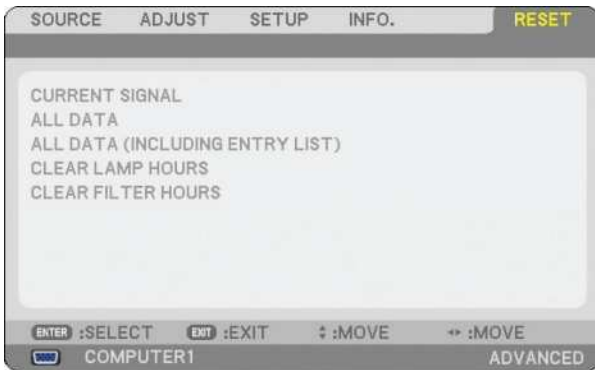 SOURCE ADJUST SETUP INFO. RESET
CURRENT SIGNAL
ALL DATA
ALL DATA (INCLUDING ENTRY LIST)
CLEAR LAMP HOURS
CLEAR FILTER HOURS
ENTER :SELECT EXIT :EXIT :MOVE :MOVE
COMPUTER1 ADVANCED